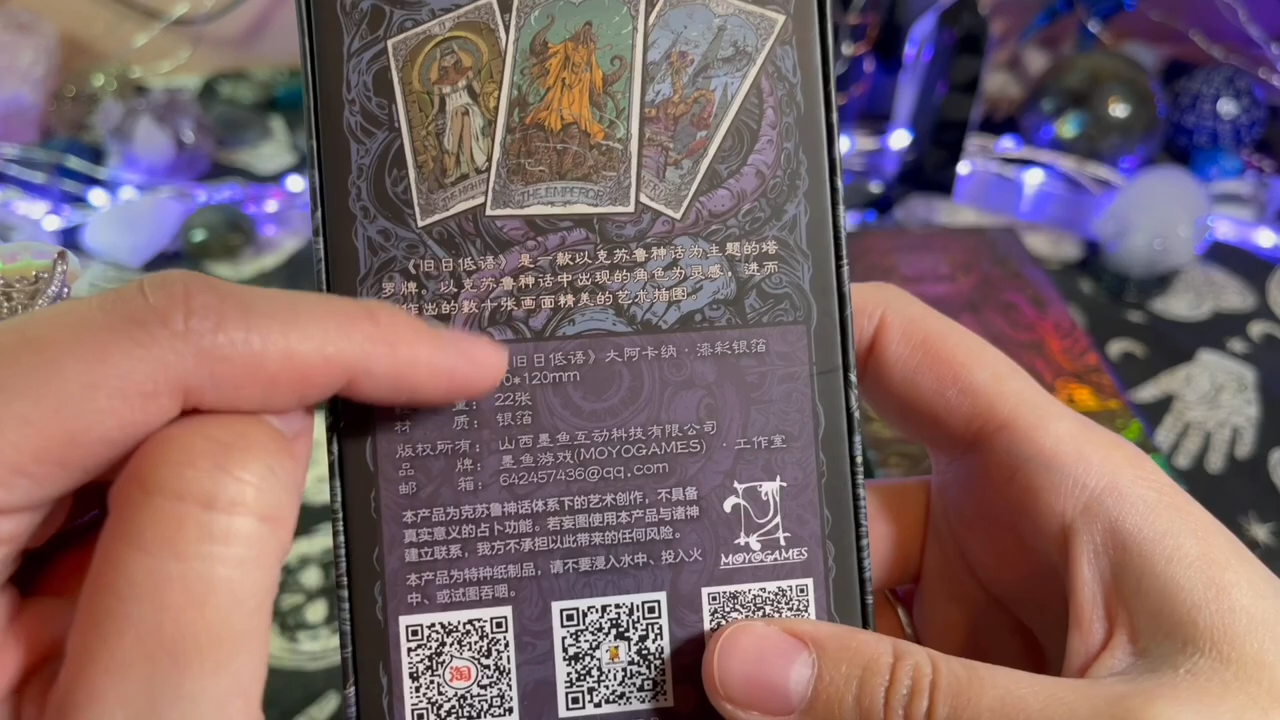 THE EMPEROR
《旧日低语》是一款以克苏鲁神话为主题的塔
罗牌。以克苏鲁神话中出现的角色为灵感，进而
作出的数十张画面精美的艺术插图。
旧日低语》大阿卡纳·漆彩银箔
0*120mm
量：22张
材 质：银箔
版权所有：山西墨鱼互动科技有限公司
品 牌：墨鱼游戏(MOYOGAMES) ·工作室
邮 箱：642457436@qq.com
本产品为克苏鲁神话体系下的艺术创作，不具备
真实意义的占卜功能。若妄图使用本产品与诸神
建立联系，我方不承担以此带来的任何风险。
本产品为特种纸制品，请不要浸入水中、投入火
中、或试图吞咽。
MOYOGAMES
淘